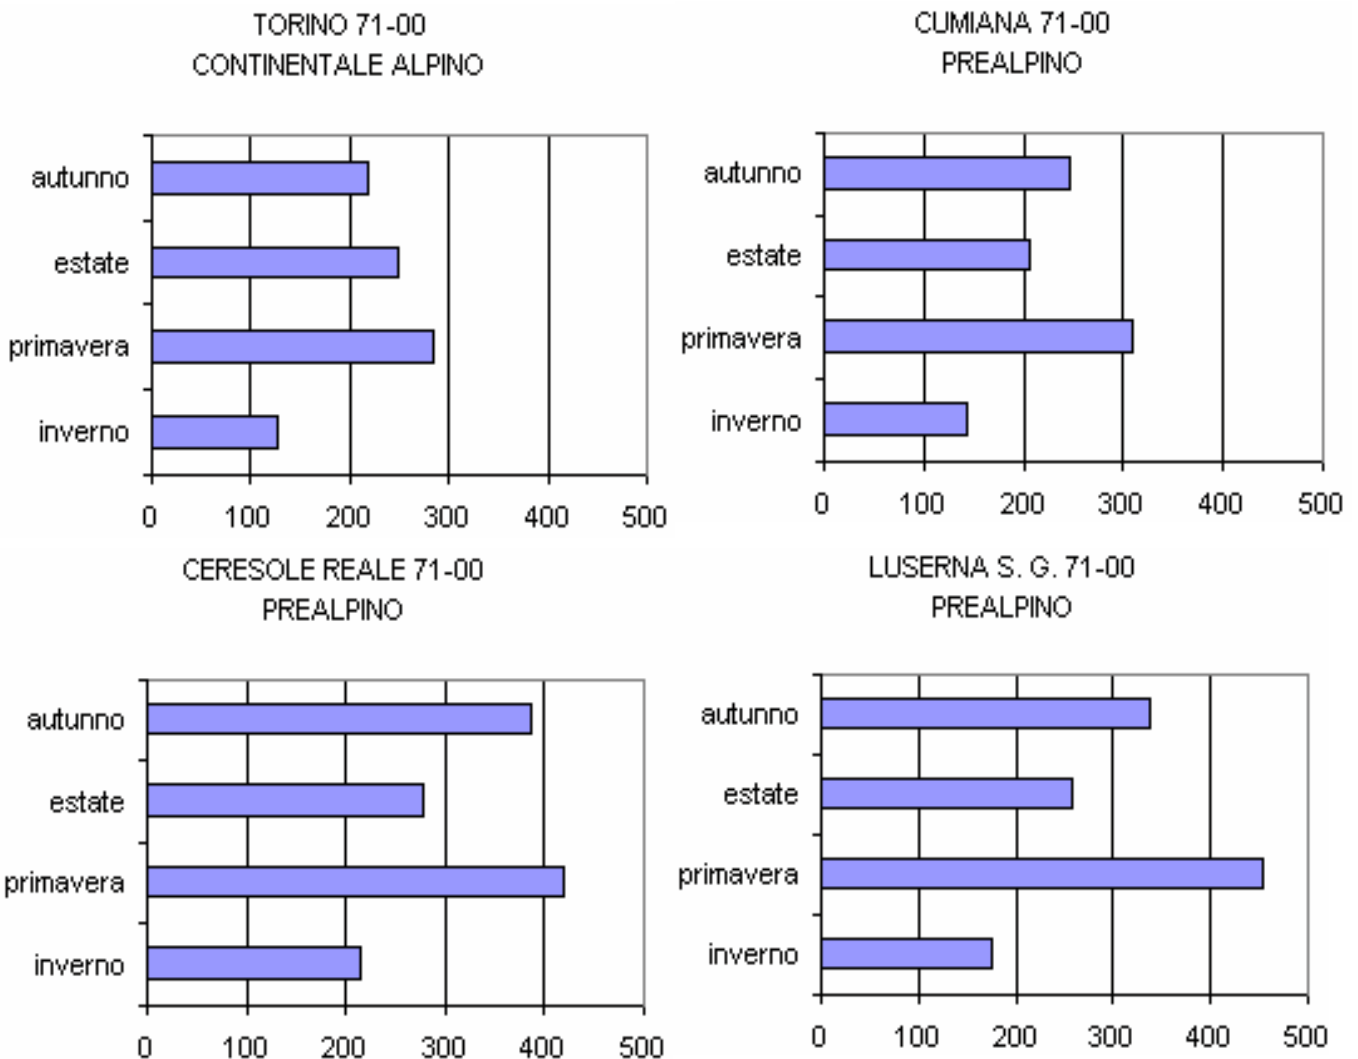 TORINO 71-00
CONTINENTALE ALPINO
autunno
estate
primavera
inverno
0 100 200 300 400 500
CUMIANA 71-00
PREALPINO
autunno
estate
primavera
inverno
0 100 200 300 400 500
CERESOLE REALE 71-00
PREALPINO
autunno
estate
primavera
inverno
0 100 200 300 400 500
LUSERNA S. G. 71-00
PREALPINO
autunno
estate
primavera
inverno
0 100 200 300 400 500